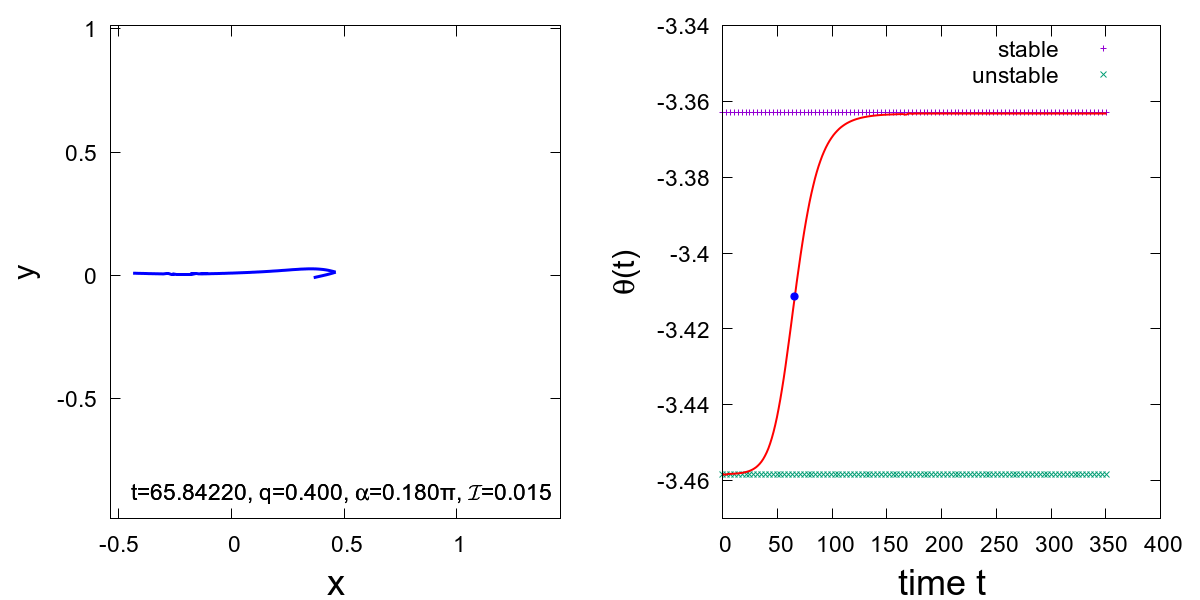 1
0.5
0
-0.5
y
-0.5 0 0.5 1
x
t=65.84220, q=0.400, α=0.180π, ℐ=0.015
-3.34
-3.36
-3.38
-3.4
-3.42
-3.44
-3.46
θ(t)
stable
unstable
0 50 100 150 200 250 300 350 400
time t